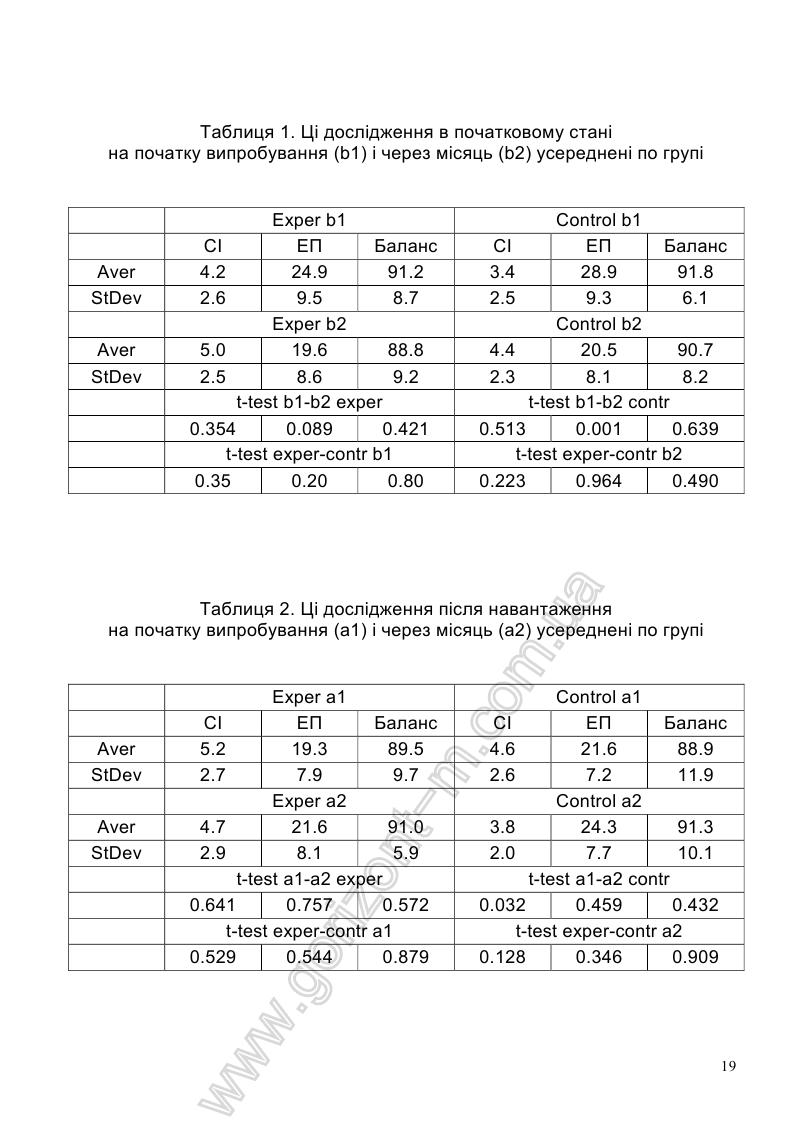 Таблиця 1. Ці дослідження в початковому стані
на початку випробування (b1) і через місяць (b2) усереднені по групі
Exper b1 Control b1
СІ ЕП Баланс СІ ЕП Баланс
Aver 4.2 24.9 91.2 3.4 28.9 91.8
StDev 2.6 9.5 8.7 2.5 9.3 6.1
Exper b2 Control b2
Aver 5.0 19.6 88.8 4.4 20.5 90.7
StDev 2.5 8.6 9.2 2.3 8.1 8.2
t-test b1-b2 exper t-test b1-b2 contr
0.354 0.089 0.421 0.513 0.001 0.639
t-test exper-contr b1 t-test exper-contr b2
0.35 0.20 0.80 0.223 0.964 0.490
Таблиця 2. Ці дослідження після навантаження
на початку випробування (a1) і через місяць (a2) усереднені по групі
Exper a1 Control a1
СІ ЕП Баланс СІ ЕП Баланс
Aver 5.2 19.3 89.5 4.6 21.6 88.9
StDev 2.7 7.9 9.7 2.6 7.2 11.9
Exper a2 Control a2
Aver 4.7 21.6 91.0 3.8 24.3 91.3
StDev 2.9 8.1 5.9 2.0 7.7 10.1
t-test a1-a2 exper t-test a1-a2 contr
0.641 0.757 0.572 0.032 0.459 0.432
t-test exper-contr a1 t-test exper-contr a2
0.529 0.544 0.879 0.128 0.346 0.909
www.gorizont-m.com.ua
19